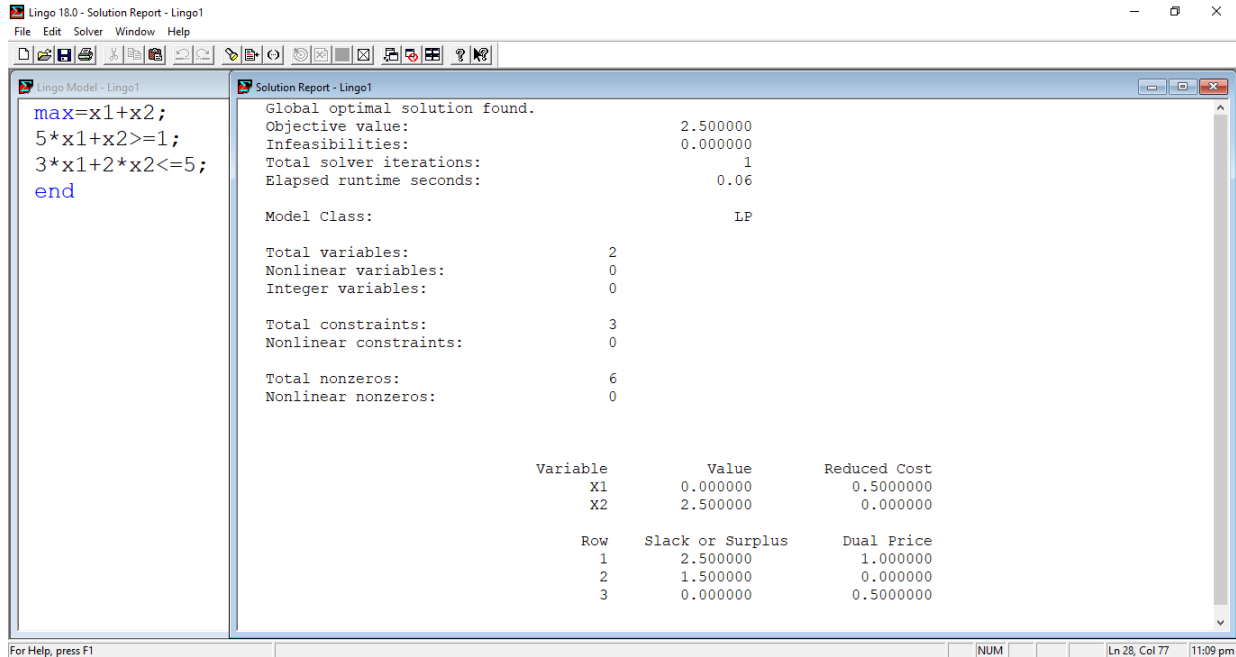 Lingo 18.0 - Solution Report - Lingo1
File Edit Solver Window Help
Lingo Model - Lingo1
max=x1+x2;
5*x1+x2>=1;
3*x1+2*x2<=5;
end
Solution Report - Lingo1
Global optimal solution found.
Objective value: 2.500000
Infeasibilities: 0.000000
Total solver iterations: 1
Elapsed runtime seconds: 0.06
Model Class: LP
Total variables: 2
Nonlinear variables: 0
Integer variables: 0
Total constraints: 3
Nonlinear constraints: 0
Total nonzeros: 6
Nonlinear nonzeros: 0
Variable Value Reduced Cost
X1 0.000000 0.5000000
X2 2.500000 0.000000
Row Slack or Surplus Dual Price
1 2.500000 1.000000
2 1.500000 0.000000
3 0.000000 0.5000000
For Help, press F1 NUM Ln 28, Col 77 11:09 pm